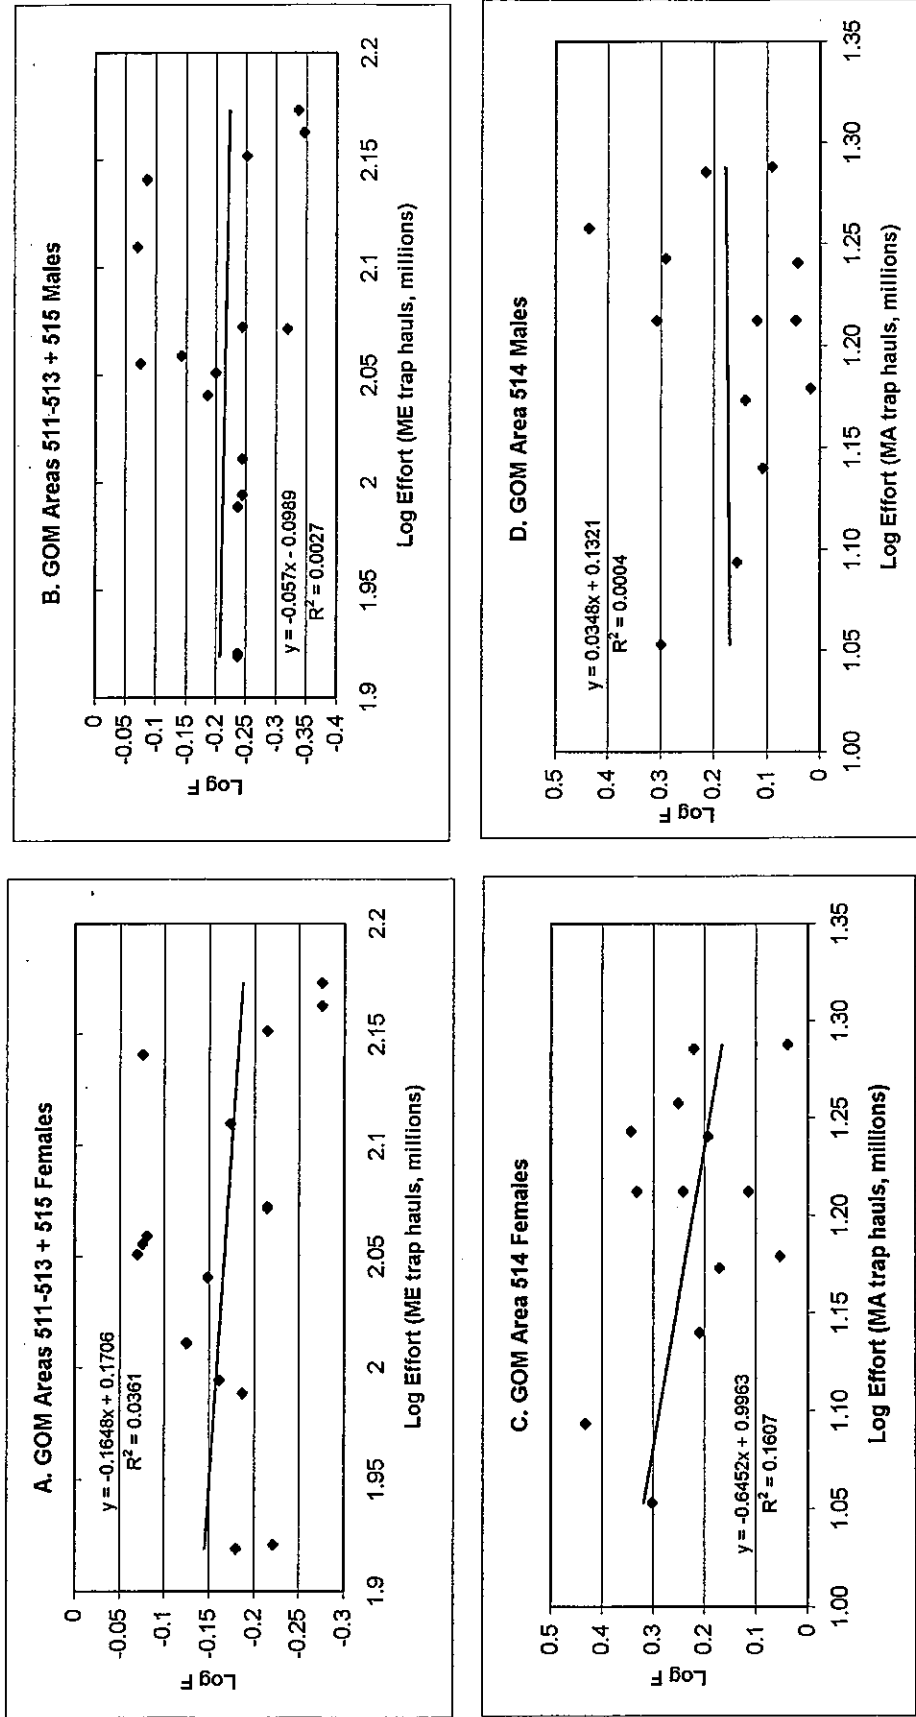 A. GOM Areas 511-513 + 515 Females
y = -0.1648x + 0.1706
R² = 0.0361
0
-0.05
-0.1
-0.15
-0.2
-0.25
-0.3
Log F
1.9
1.95
2
2.05
2.1
2.15
2.2
Log Effort (ME trap hauls, millions)
B. GOM Areas 511-513 + 515 Males
0
-0.05
-0.1
-0.15
-0.2
-0.25
-0.3
-0.35
-0.4
Log F
y = -0.057x - 0.0989
R² = 0.0027
1.9
1.95
2
2.05
2.1
2.15
2.2
Log Effort (ME trap hauls, millions)
C. GOM Area 514 Females
0.5
0.4
0.3
0.2
0.1
0
Log F
y = -0.6452x + 0.9963
R² = 0.1607
1.00
1.05
1.10
1.15
1.20
1.25
1.30
1.35
Log Effort (MA trap hauls, millions)
D. GOM Area 514 Males
y = 0.0348x + 0.1321
R² = 0.0004
0.5
0.4
0.3
0.2
0.1
0
Log F
1.00
1.05
1.10
1.15
1.20
1.25
1.30
1.35
Log Effort (MA trap hauls, millions)